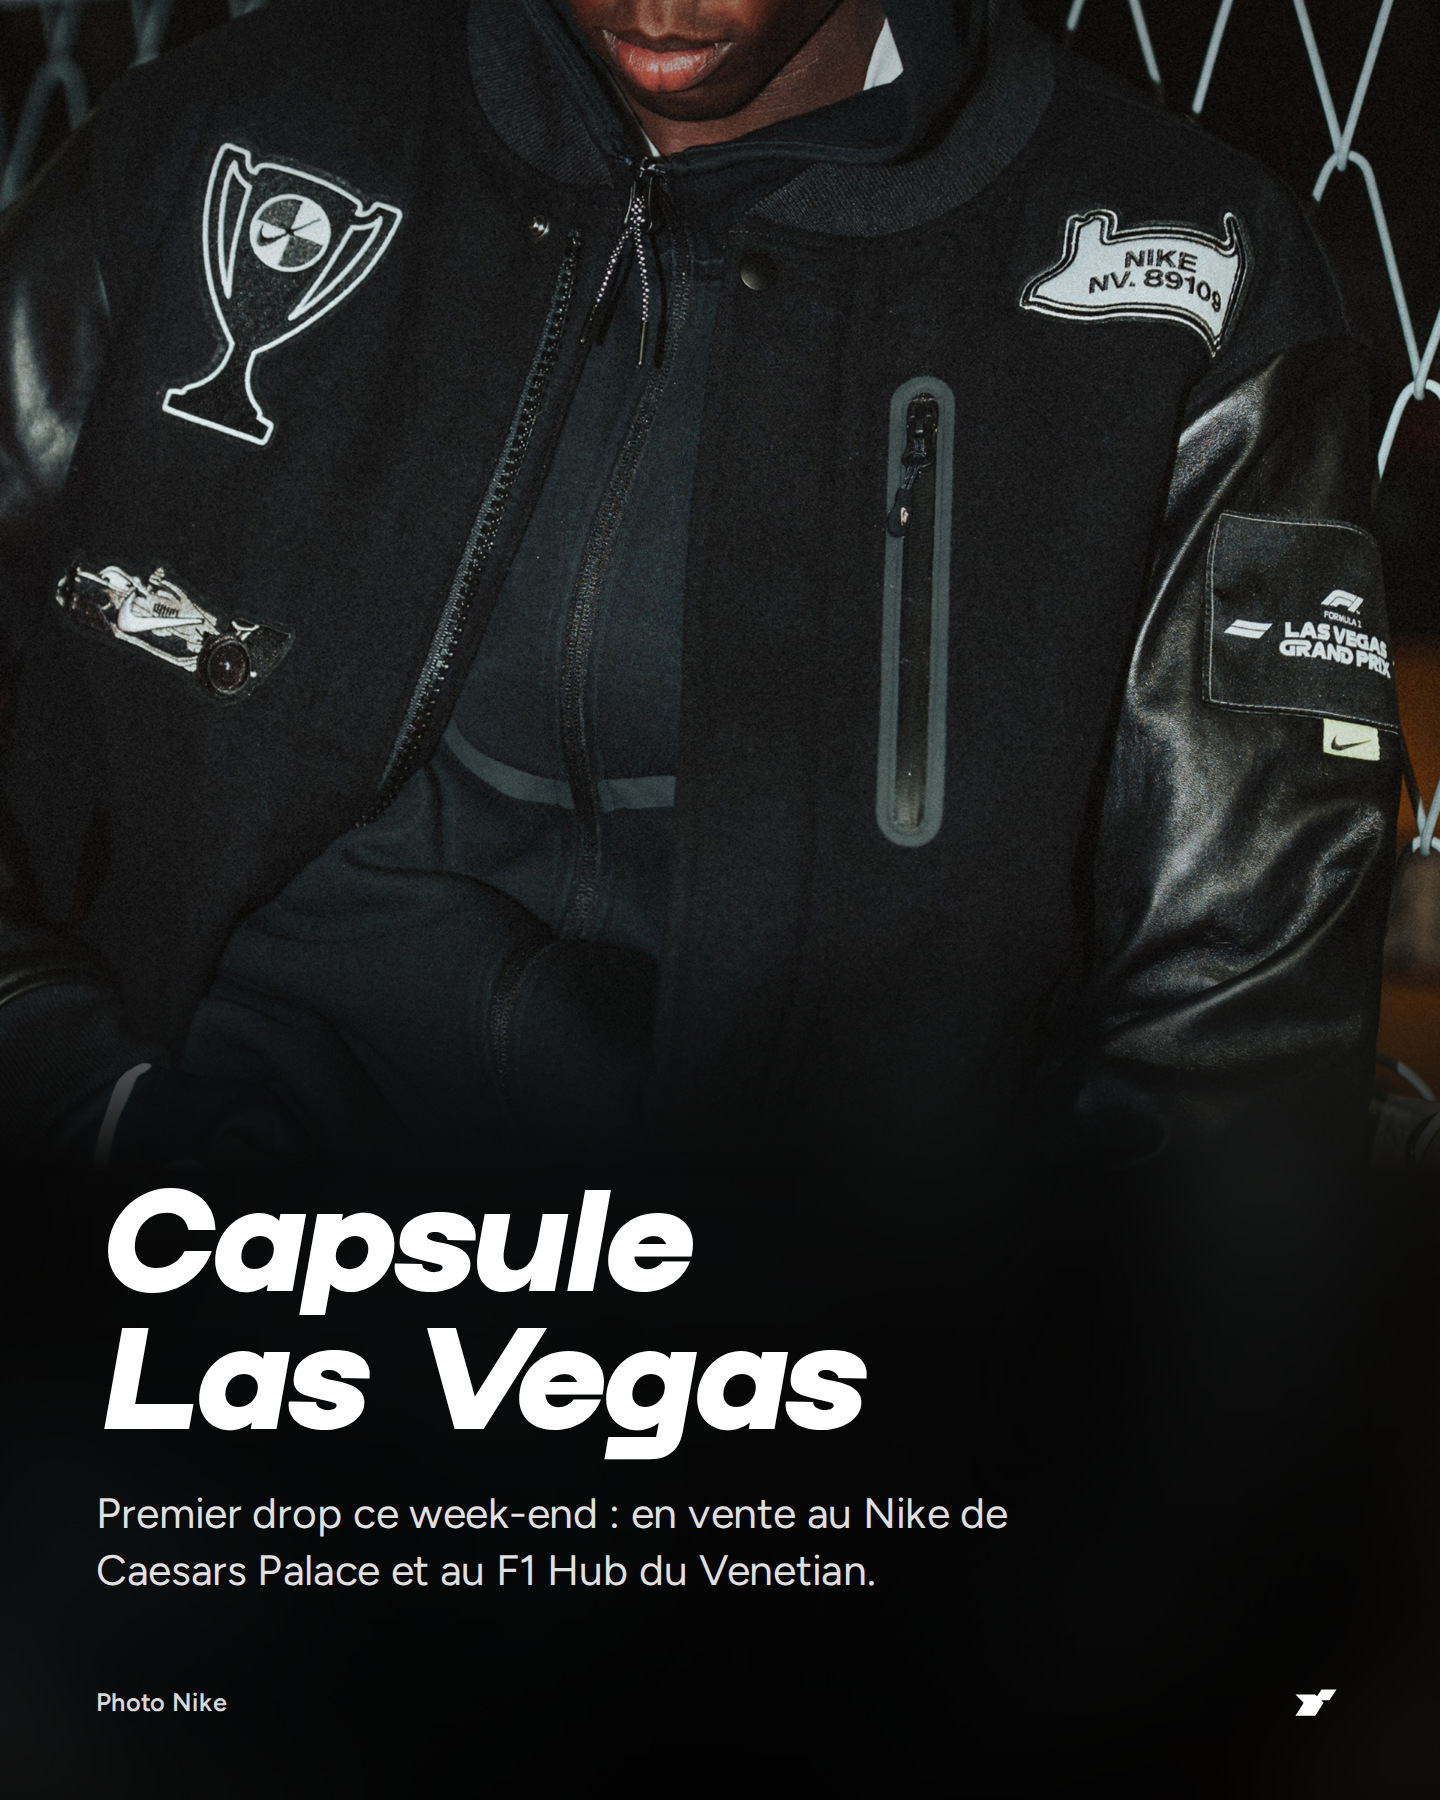 NIKE
NV. 89109
FORMULA 1
LAS VEGAS
GRAND PRIX
Capsule
Las Vegas
Premier drop ce week-end : en vente au Nike de
Caesars Palace et au F1 Hub du Venetian.
Photo Nike